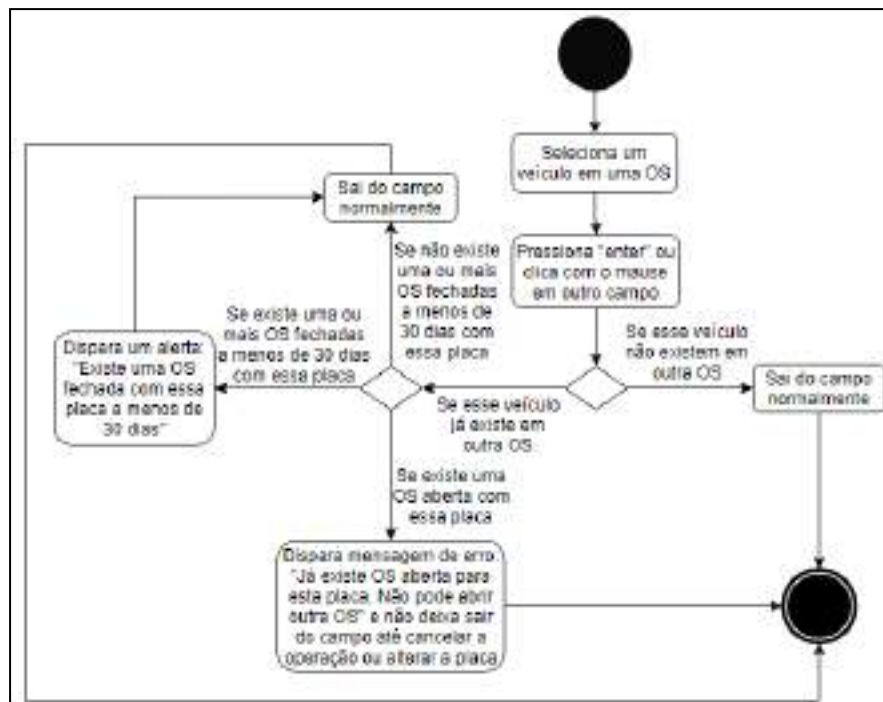 Seleciona um
veículo em uma OS
Pressiona "enter" ou
clica com o mause
em outro campo
Se esse veículo
não existem em
outra OS
Sai do campo
normalmente
Se esse veículo
já existe em
outra OS
Se não existe
uma ou mais
OS fechadas
a menos de
30 dias com
essa placa
Sai do campo
normalmente
Se existe uma ou
mais OS fechadas
a menos de 30 dias
com essa placa
Dispara um alerta:
"Existe uma OS
fechada com essa
placa a menos de
30 dias"
Se existe uma
OS aberta com
essa placa
Dispara mensagem de erro
"Já existe OS aberta para
esta placa. Não pode abrir
outra OS" e não deixa sair
do campo até cancelar a
operação ou alterar a placa